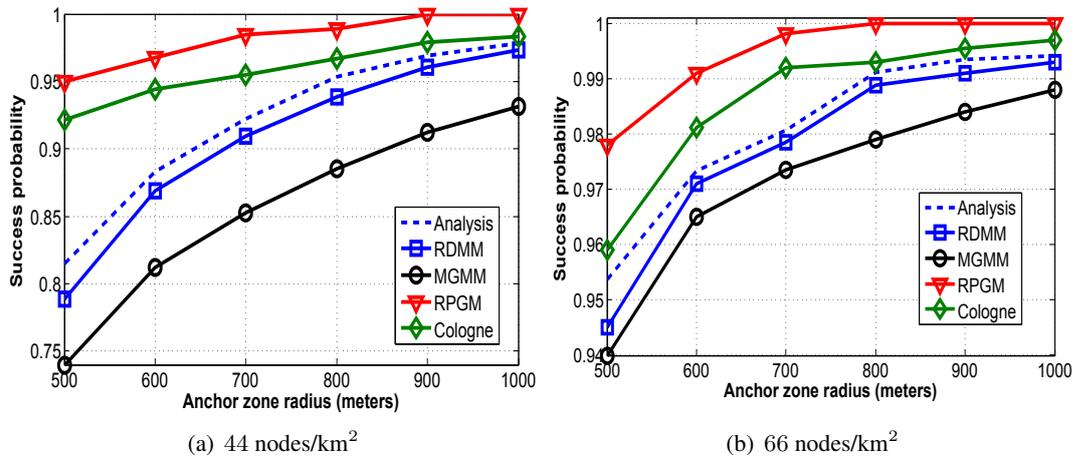 1
0.95
0.9
0.85
0.8
0.75
Success probability
500 600 700 800 900 1000
Anchor zone radius (meters)
Analysis
RDMM
MGMM
RPGM
Cologne
(a) 44 nodes/km²
1
0.99
0.98
0.97
0.96
0.95
0.94
Success probability
500 600 700 800 900 1000
Anchor zone radius (meters)
Analysis
RDMM
MGMM
RPGM
Cologne
(b) 66 nodes/km²